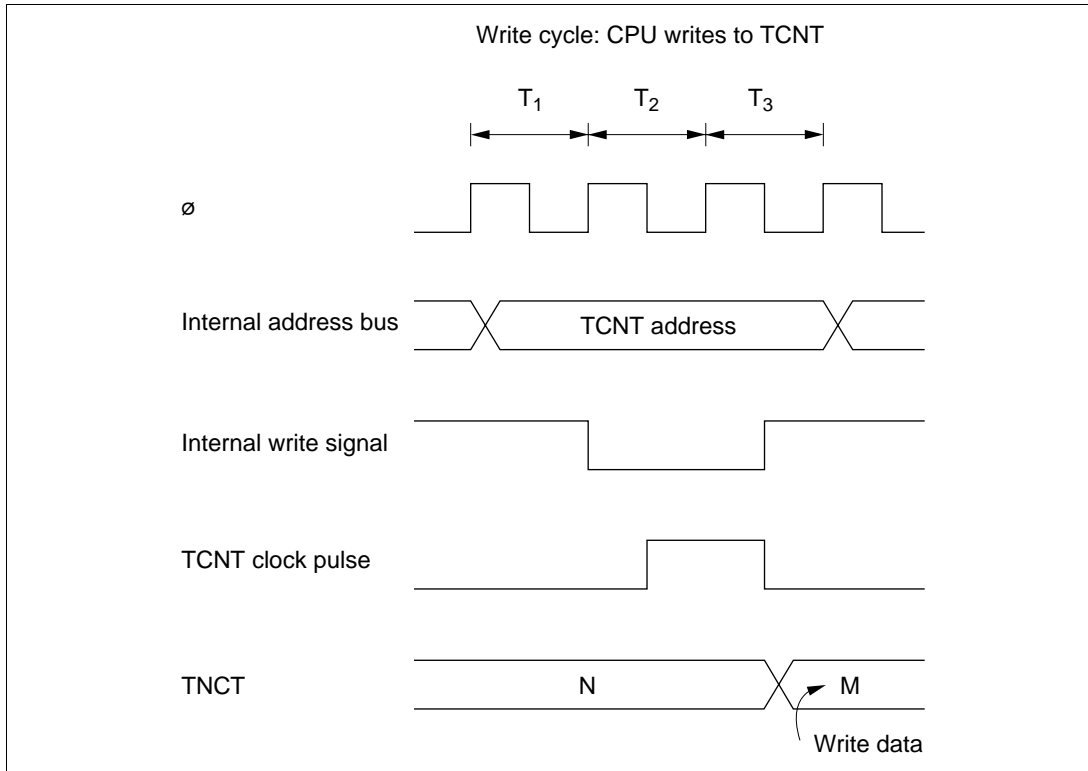 Write cycle: CPU writes to TCNT
T1 T2 T3
ø
Internal address bus
TCNT address
Internal write signal
TCNT clock pulse
TNCT
N
M
Write data